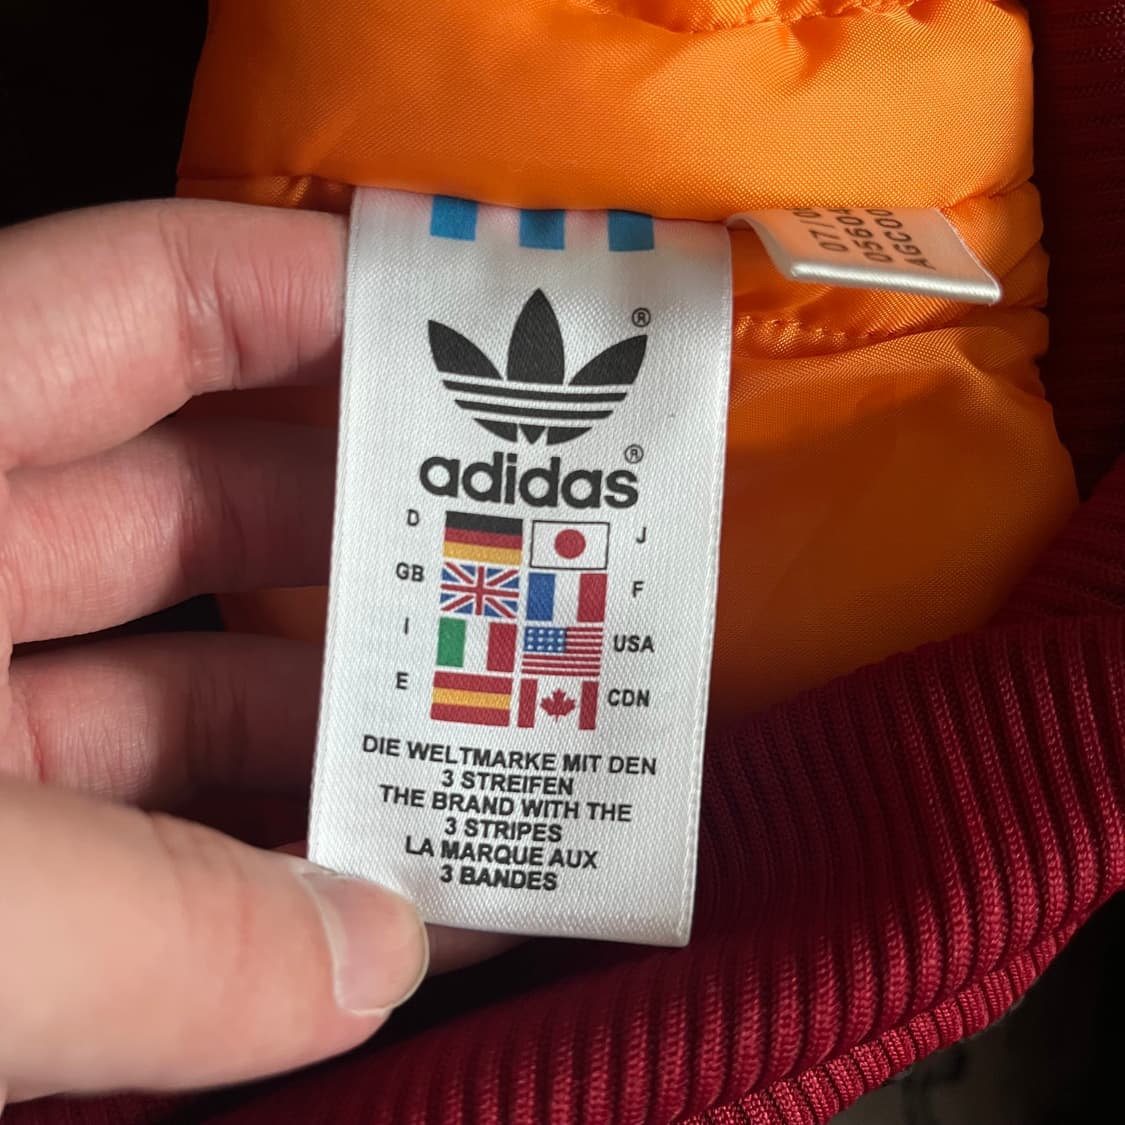 ®
®
adidas
D
J
GB
F
I
USA
E
CDN
DIE WELTMARKE MIT DEN
3 STREIFEN
THE BRAND WITH THE
3 STRIPES
LA MARQUE AUX
3 BANDES